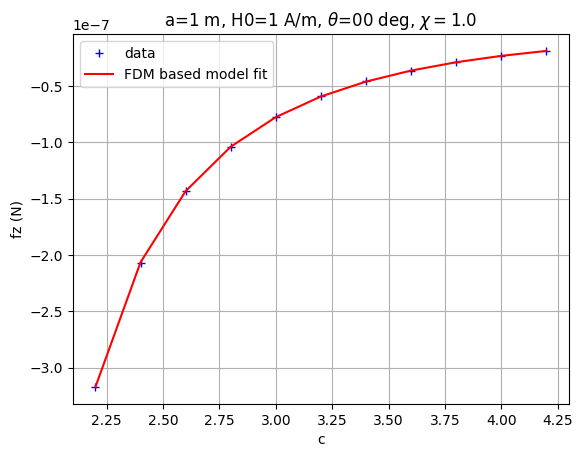 a=1 m, H0=1 A/m, θ=00 deg, χ = 1.0
1e−7
data
FDM based model fit
−0.5
−1.0
−1.5
−2.0
−2.5
−3.0
fz (N)
2.25 2.50 2.75 3.00 3.25 3.50 3.75 4.00 4.25
c